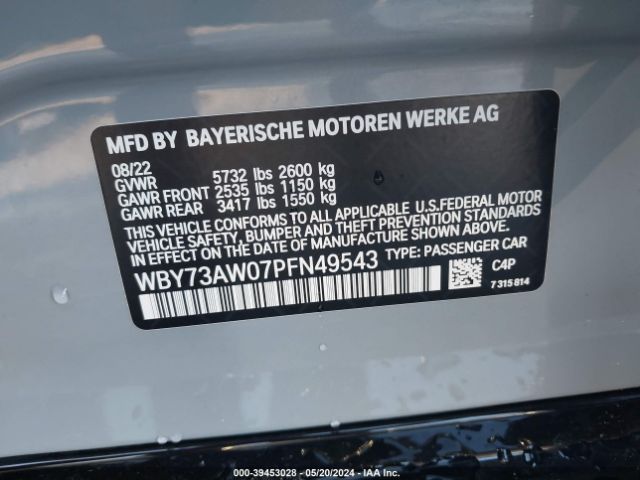 MFD BY BAYERISCHE MOTOREN WERKE AG
08/22
GVWR 5732 lbs 2600 kg
GAWR FRONT 2535 lbs 1150 kg
GAWR REAR 3417 lbs 1550 kg
THIS VEHICLE CONFORMS TO ALL APPLICABLE U.S.FEDERAL MOTOR
VEHICLE SAFETY, BUMPER AND THEFT PREVENTION STANDARDS
IN EFFECT ON THE DATE OF MANUFACTURE SHOWN ABOVE.
WBY73AW07PFN49543 TYPE: PASSENGER CAR
C4P
7 315 814
000-39453028 - 05/20/2024 - IAA Inc.